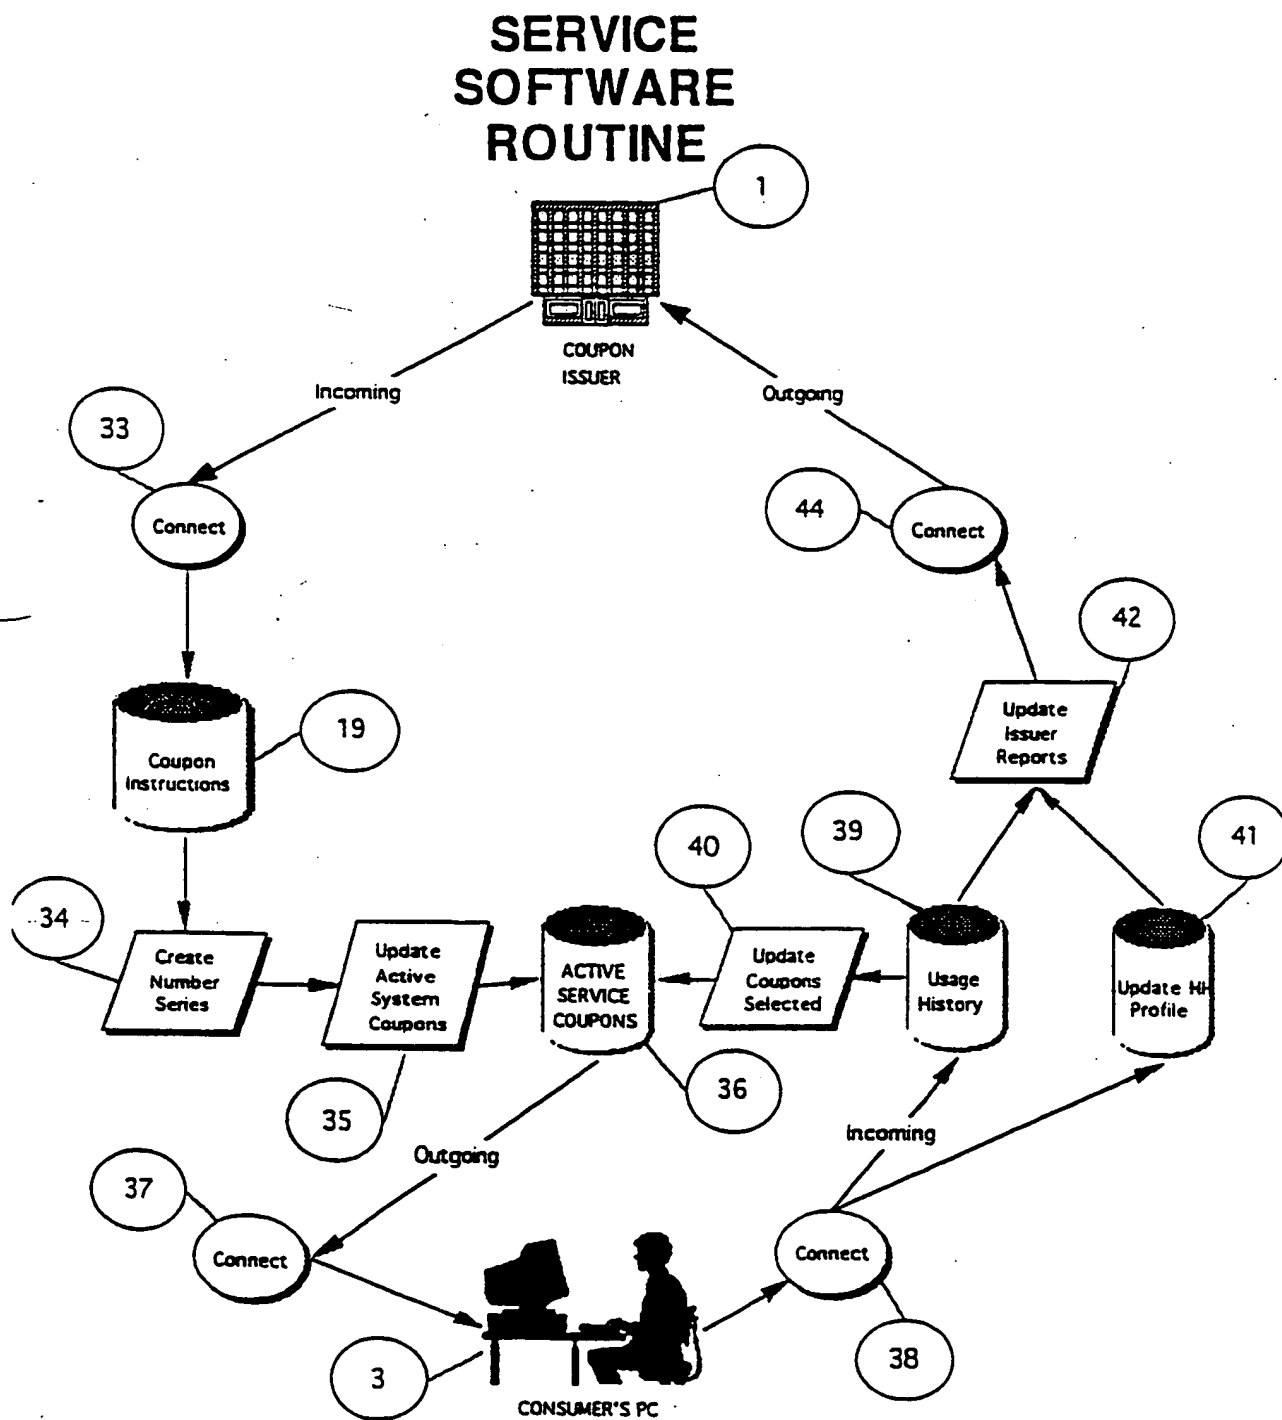 SERVICE
SOFTWARE
ROUTINE
1
COUPON
ISSUER
Incoming
Outgoing
33
Connect
44
Connect
42
Update
Issuer
Reports
19
Coupon
Instructions
40
39
41
34
Create
Number
Series
Update
Active
System
Coupons
ACTIVE
SERVICE
COUPONS
Update
Coupons
Selected
Usage
History
Update HH
Profile
35
36
Outgoing
Incoming
37
Connect
Connect
3
38
CONSUMER'S PC